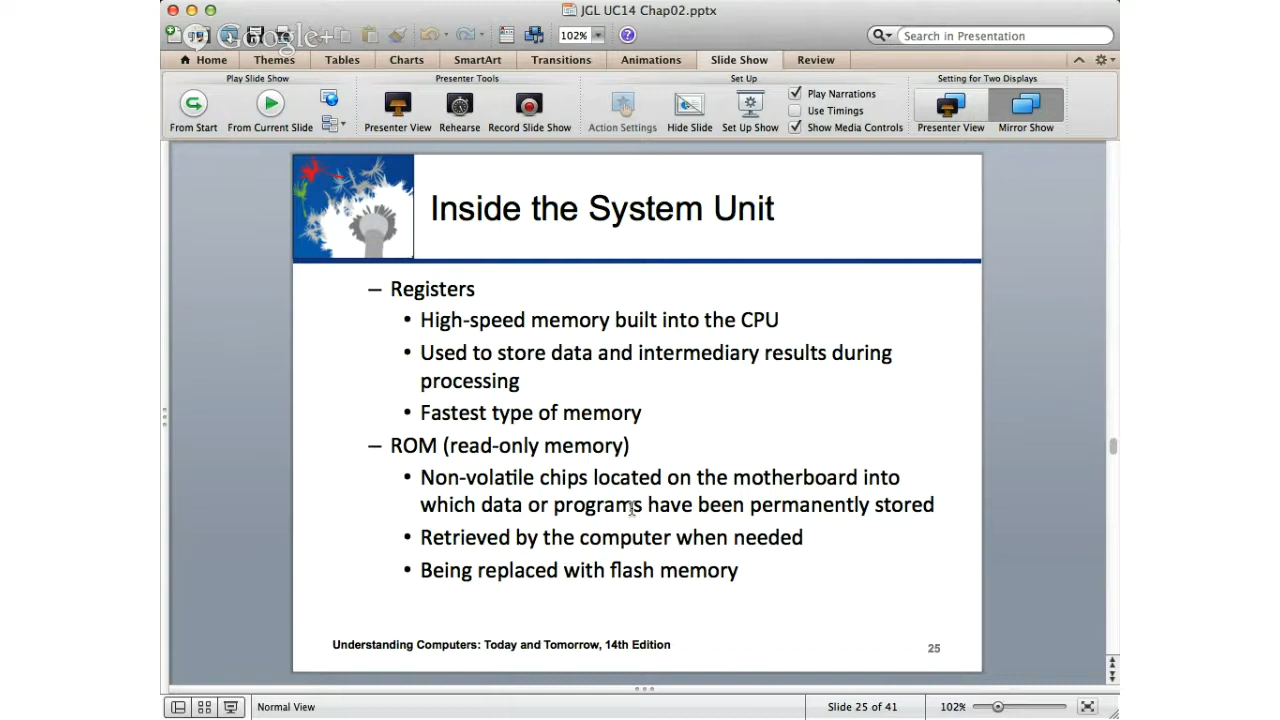 JGL UC14 Chap02.pptx
Google+
102%
Search in Presentation
Home Themes Tables Charts SmartArt Transitions Animations Slide Show Review
Play Slide Show Presenter Tools Set Up Setting for Two Displays
Play Narrations
Use Timings
From Start From Current Slide Presenter View Rehearse Record Slide Show Action Settings Hide Slide Set Up Show Show Media Controls Presenter View Mirror Show
Inside the System Unit
– Registers
• High-speed memory built into the CPU
• Used to store data and intermediary results during
processing
• Fastest type of memory
– ROM (read-only memory)
• Non-volatile chips located on the motherboard into
which data or programs have been permanently stored
• Retrieved by the computer when needed
• Being replaced with flash memory
Understanding Computers: Today and Tomorrow, 14th Edition
25
Normal View Slide 25 of 41 102%